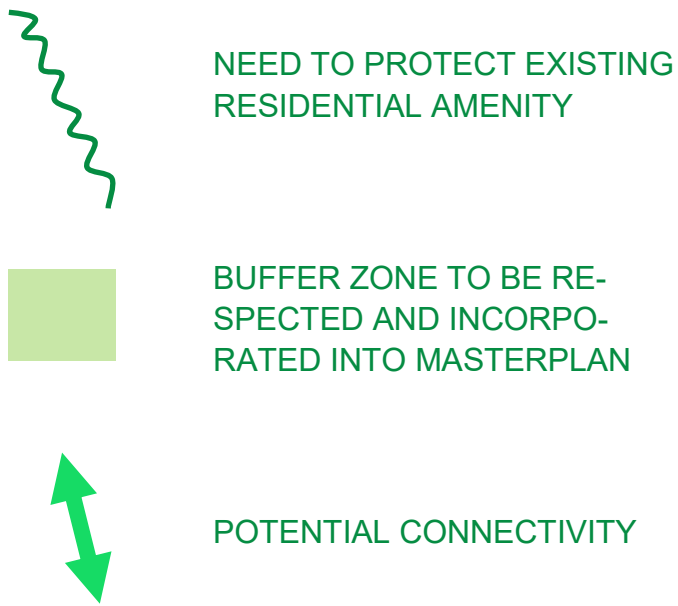 NEED TO PROTECT EXISTING
RESIDENTIAL AMENITY
BUFFER ZONE TO BE RE-
SPECTED AND INCORPO-
RATED INTO MASTERPLAN
POTENTIAL CONNECTIVITY